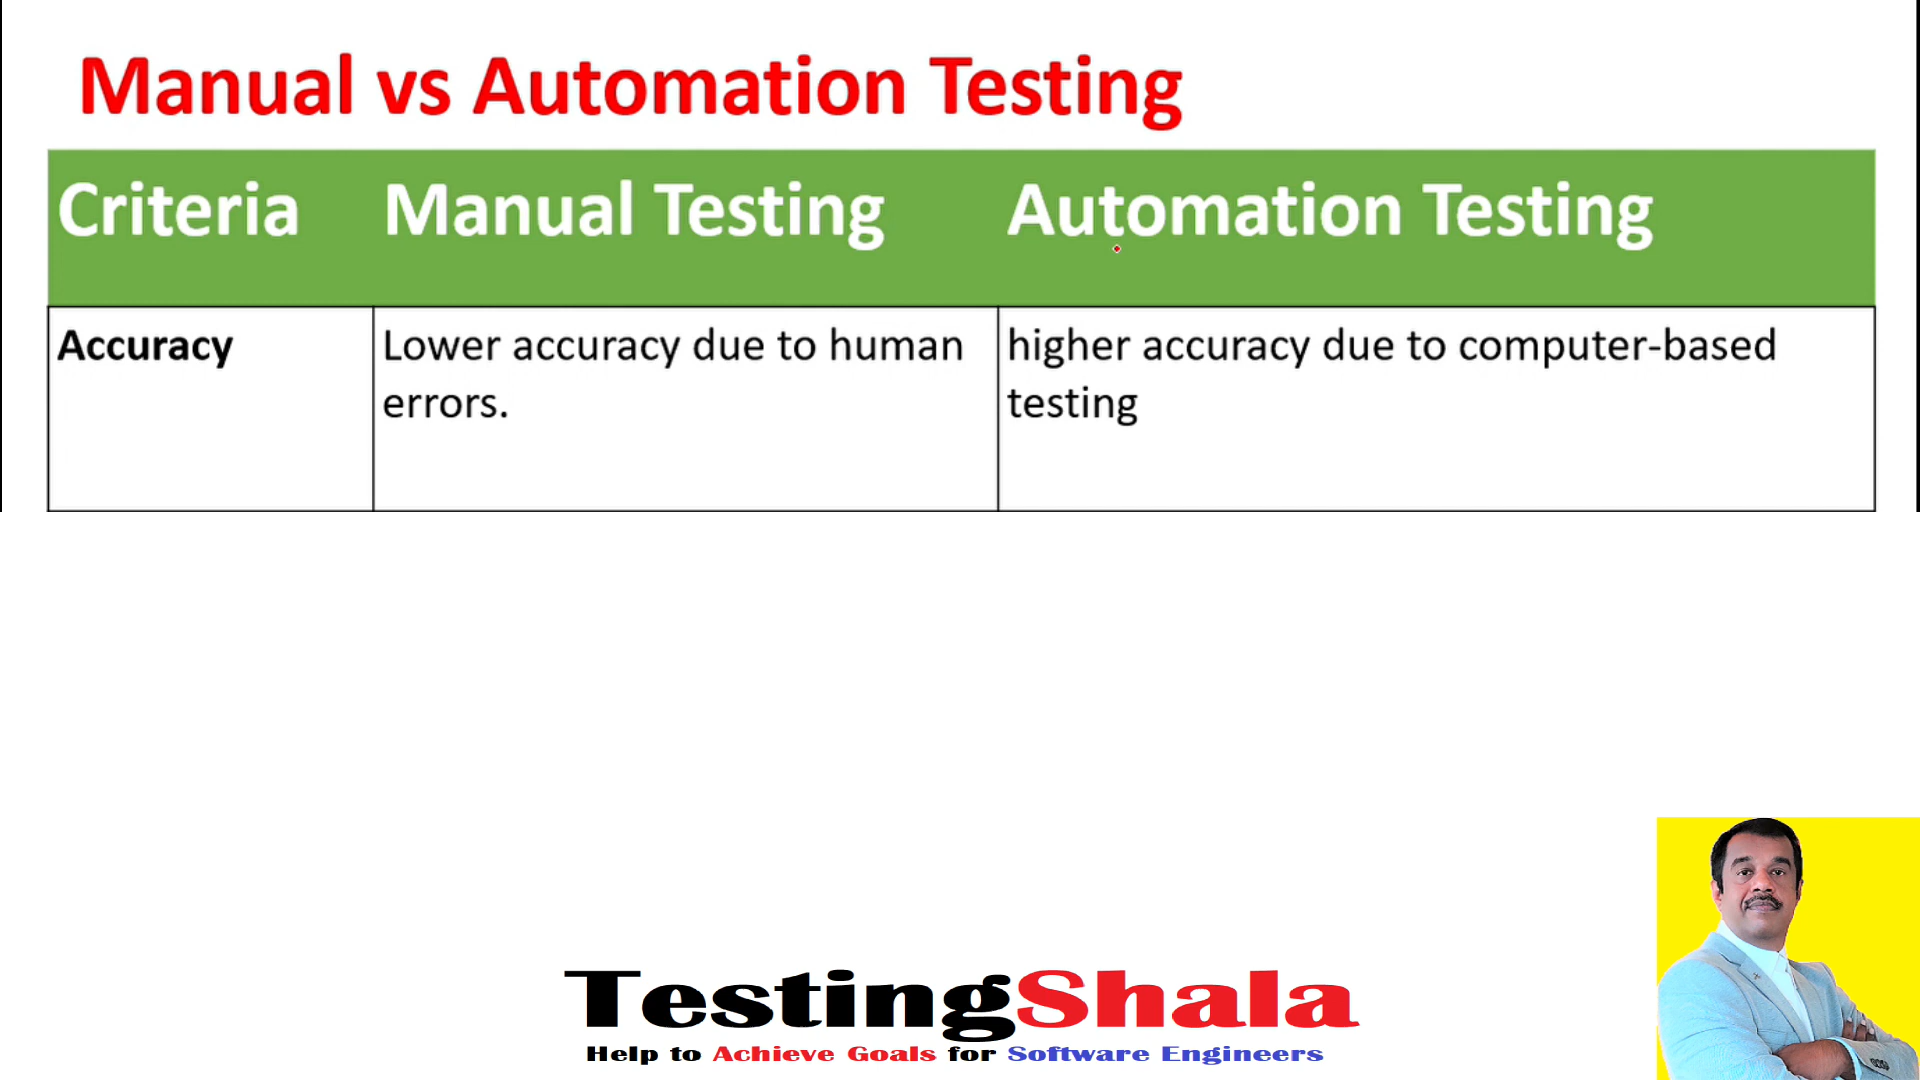 Manual vs Automation Testing
Criteria Manual Testing Automation Testing
Accuracy Lower accuracy due to human higher accuracy due to computer-based
errors. testing
TestingShala
Help to Achieve Goals for Software Engineers